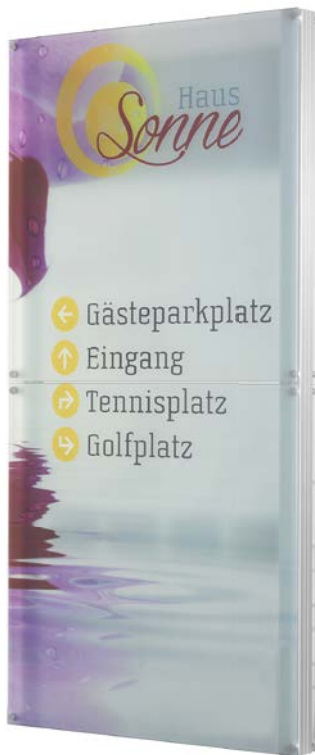 Haus
Sonne
Gästeparkplatz
Eingang
Tennisplatz
Golfplatz